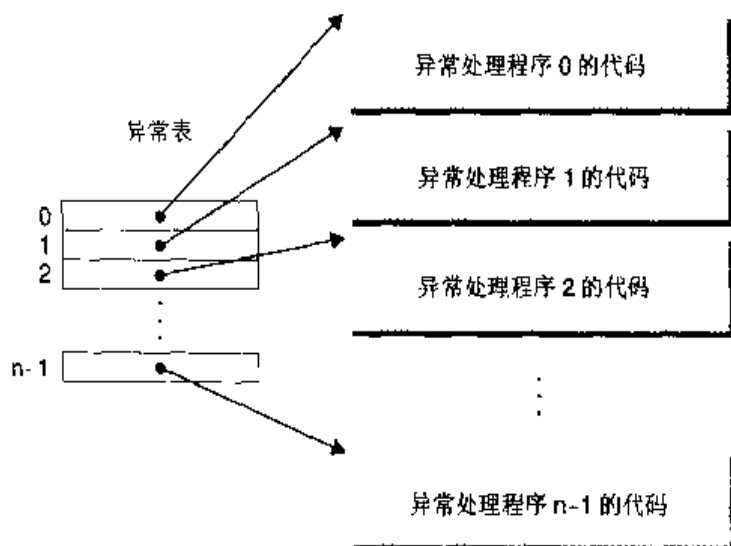 异常处理程序 0 的代码
异常表
异常处理程序 1 的代码
0
1
2
异常处理程序 2 的代码
n-1
异常处理程序 n-1 的代码